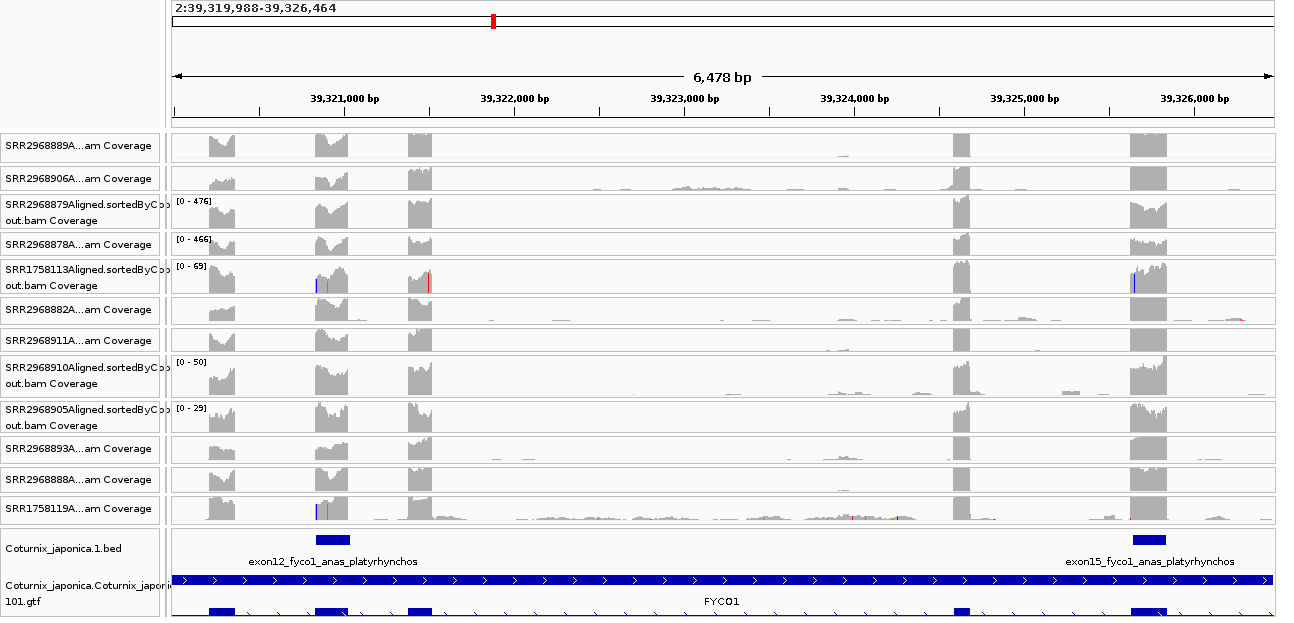 2:39,319,988-39,326,464
6,478 bp
39,321,000 bp 39,322,000 bp 39,323,000 bp 39,324,000 bp 39,325,000 bp 39,326,000 bp
SRR2968889A...am Coverage
SRR2968906A...am Coverage
SRR2968879Aligned.sortedByCoo
out.bam Coverage
[0 - 476]
SRR2968878A...am Coverage
[0 - 466]
SRR1758113Aligned.sortedByCoo
out.bam Coverage
[0 - 69]
SRR2968882A...am Coverage
SRR2968911A...am Coverage
SRR2968910Aligned.sortedByCoo
out.bam Coverage
[0 - 50]
SRR2968905Aligned.sortedByCoo
out.bam Coverage
[0 - 29]
SRR2968893A...am Coverage
SRR2968888A...am Coverage
SRR1758119A...am Coverage
Coturnix_japonica.1.bed
exon12_fyco1_anas_platyrhynchos exon15_fyco1_anas_platyrhynchos
Coturnix_japonica.Coturnix_japoni
101.gtf
FYCO1